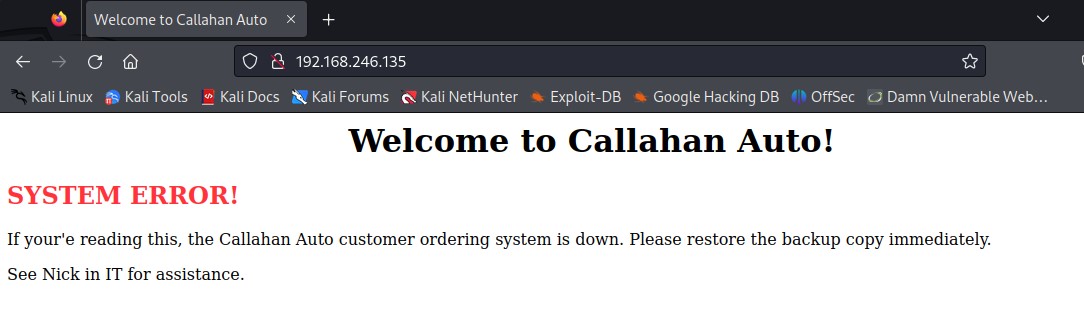 Welcome to Callahan Auto
192.168.246.135
Kali Linux Kali Tools Kali Docs Kali Forums Kali NetHunter Exploit-DB Google Hacking DB OffSec Damn Vulnerable Web…
Welcome to Callahan Auto!
SYSTEM ERROR!
If your'e reading this, the Callahan Auto customer ordering system is down. Please restore the backup copy immediately.
See Nick in IT for assistance.